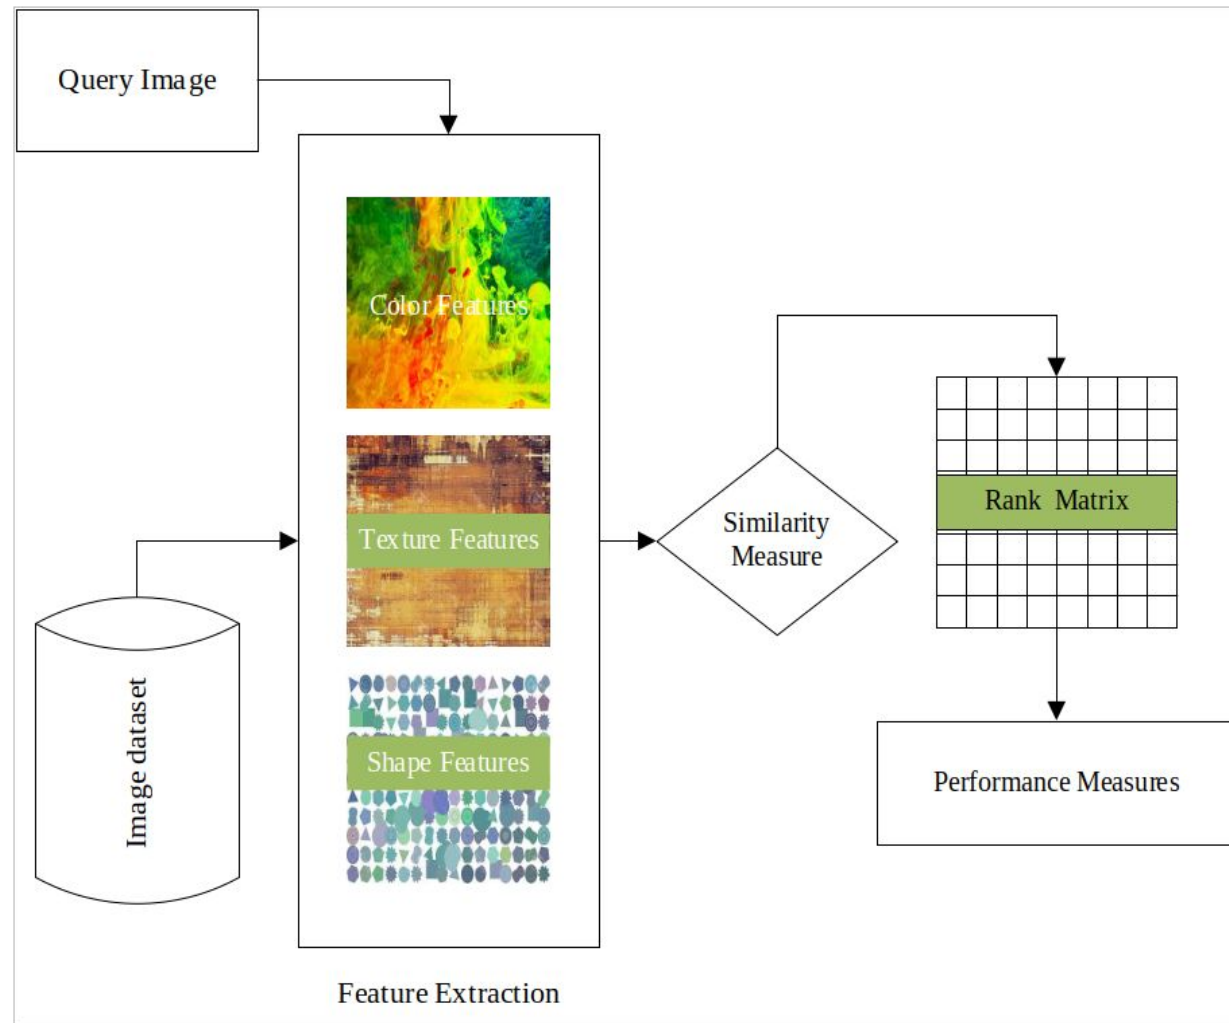 Query Image
Color Features
Texture Features
Shape Features
Image dataset
Feature Extraction
Similarity
Measure
Rank Matrix
Performance Measures